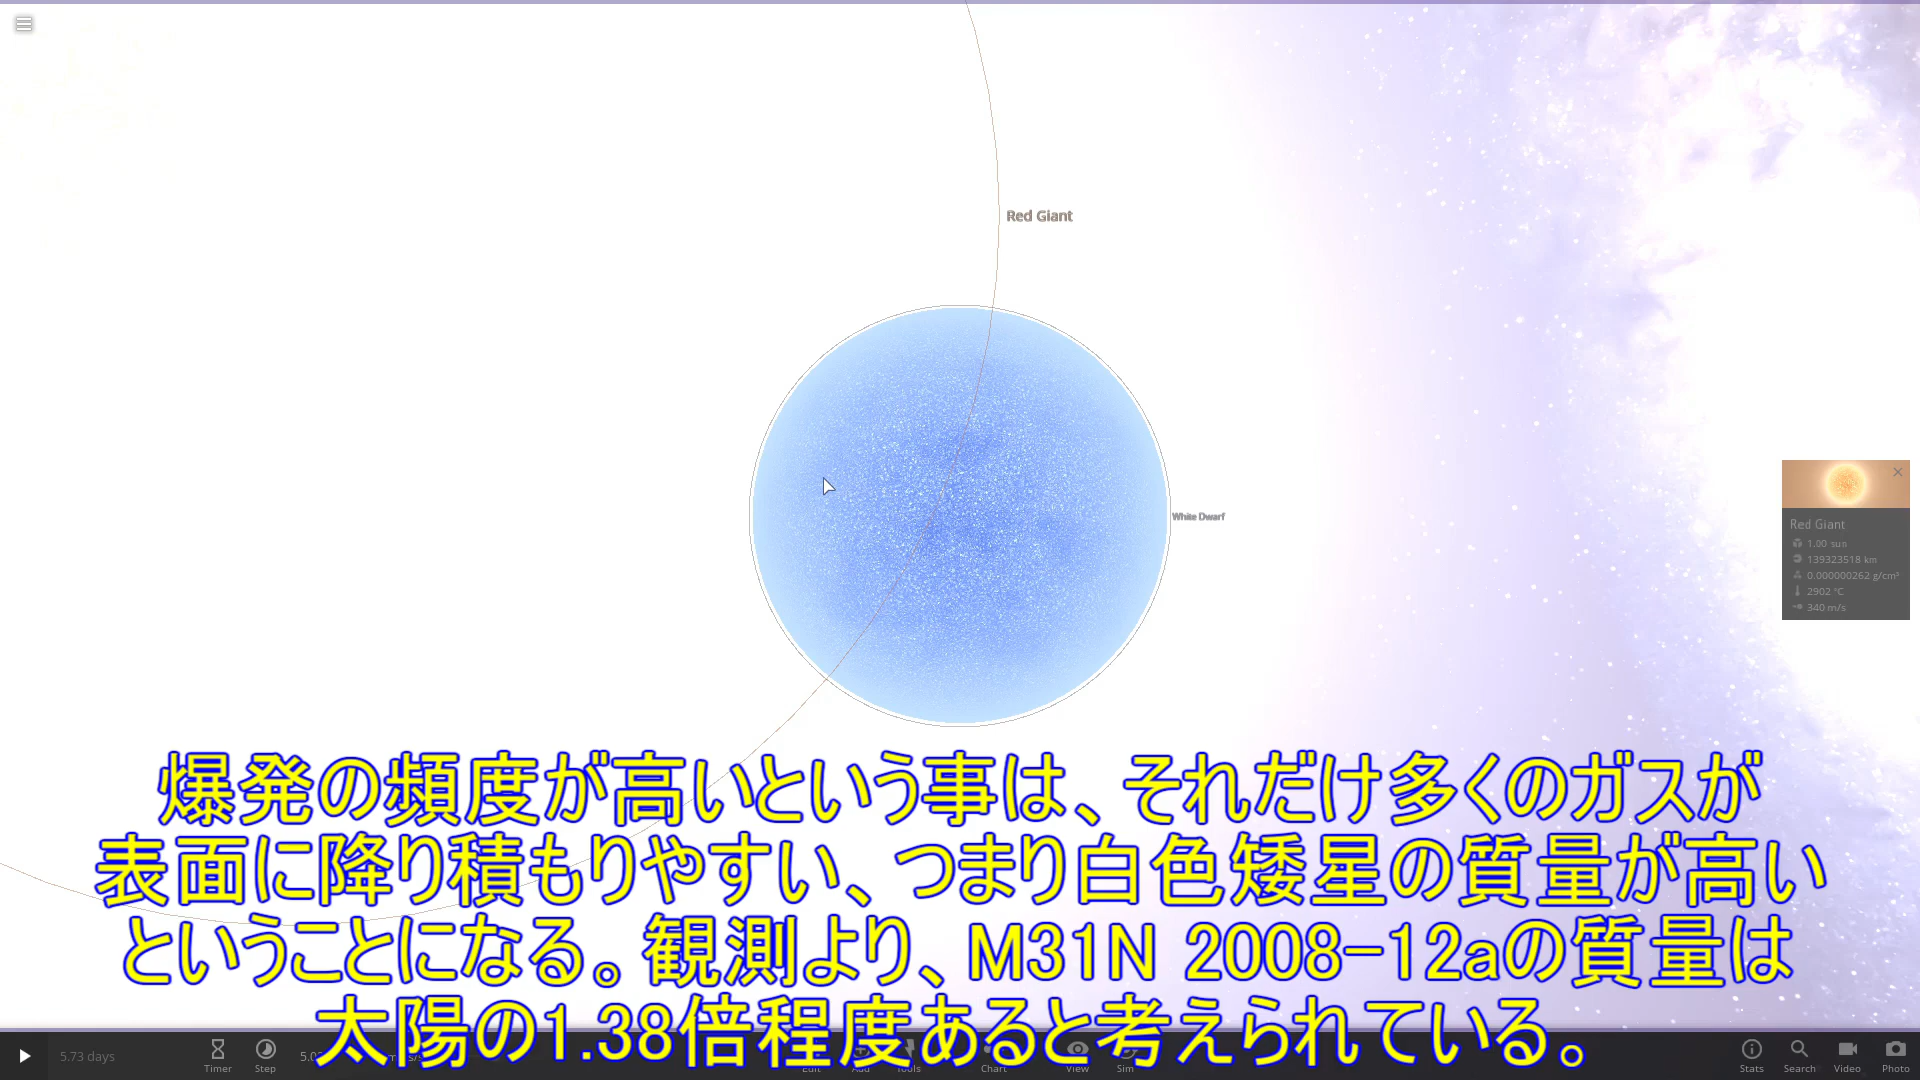 Red Giant
White Dwarf
Red Giant
1.00 sun
139323518 km
0.000000262 g/cm³
2902 °C
340 m/s
爆発の頻度が高いという事は、それだけ多くのガスが
表面に降り積もりやすい、つまり白色矮星の質量が高い
ということになる。観測より、M31N 2008-12aの質量は
太陽の1.38倍程度あると考えられている。
5.73 days
Timer
Step
Edit
Add
Tools
Chart
View
Sim
Stats
Search
Video
Photo